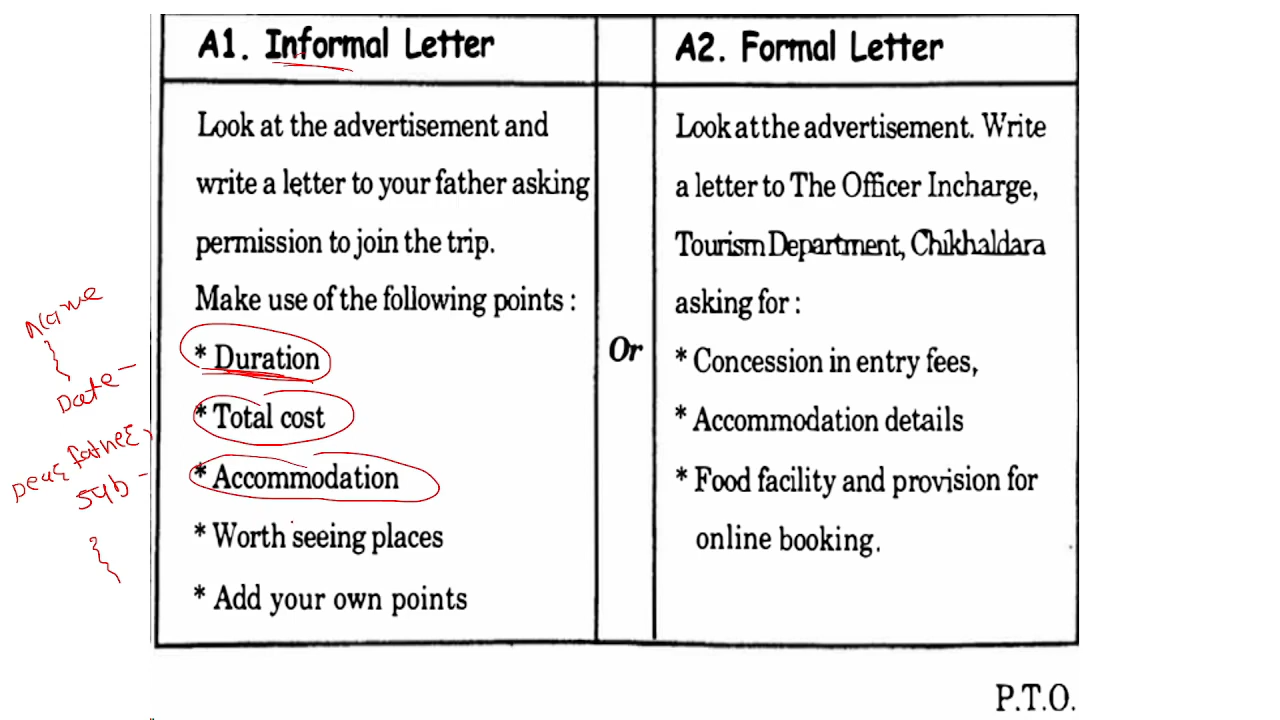 A1. Informal Letter
Look at the advertisement and
write a letter to your father asking
permission to join the trip.
Make use of the following points :
* Duration
* Total cost
* Accommodation
* Worth seeing places
* Add your own points
Or
A2. Formal Letter
Look at the advertisement. Write
a letter to The Officer Incharge,
Tourism Department, Chikhaldara
asking for :
* Concession in entry fees,
* Accommodation details
* Food facility and provision for
online booking.
P.T.O.
Name
Date -
Dear father,
Sub -